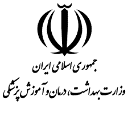 جمهوری اسلامی ایران
وزارت بهداشت، درمان و آموزش پزشکی